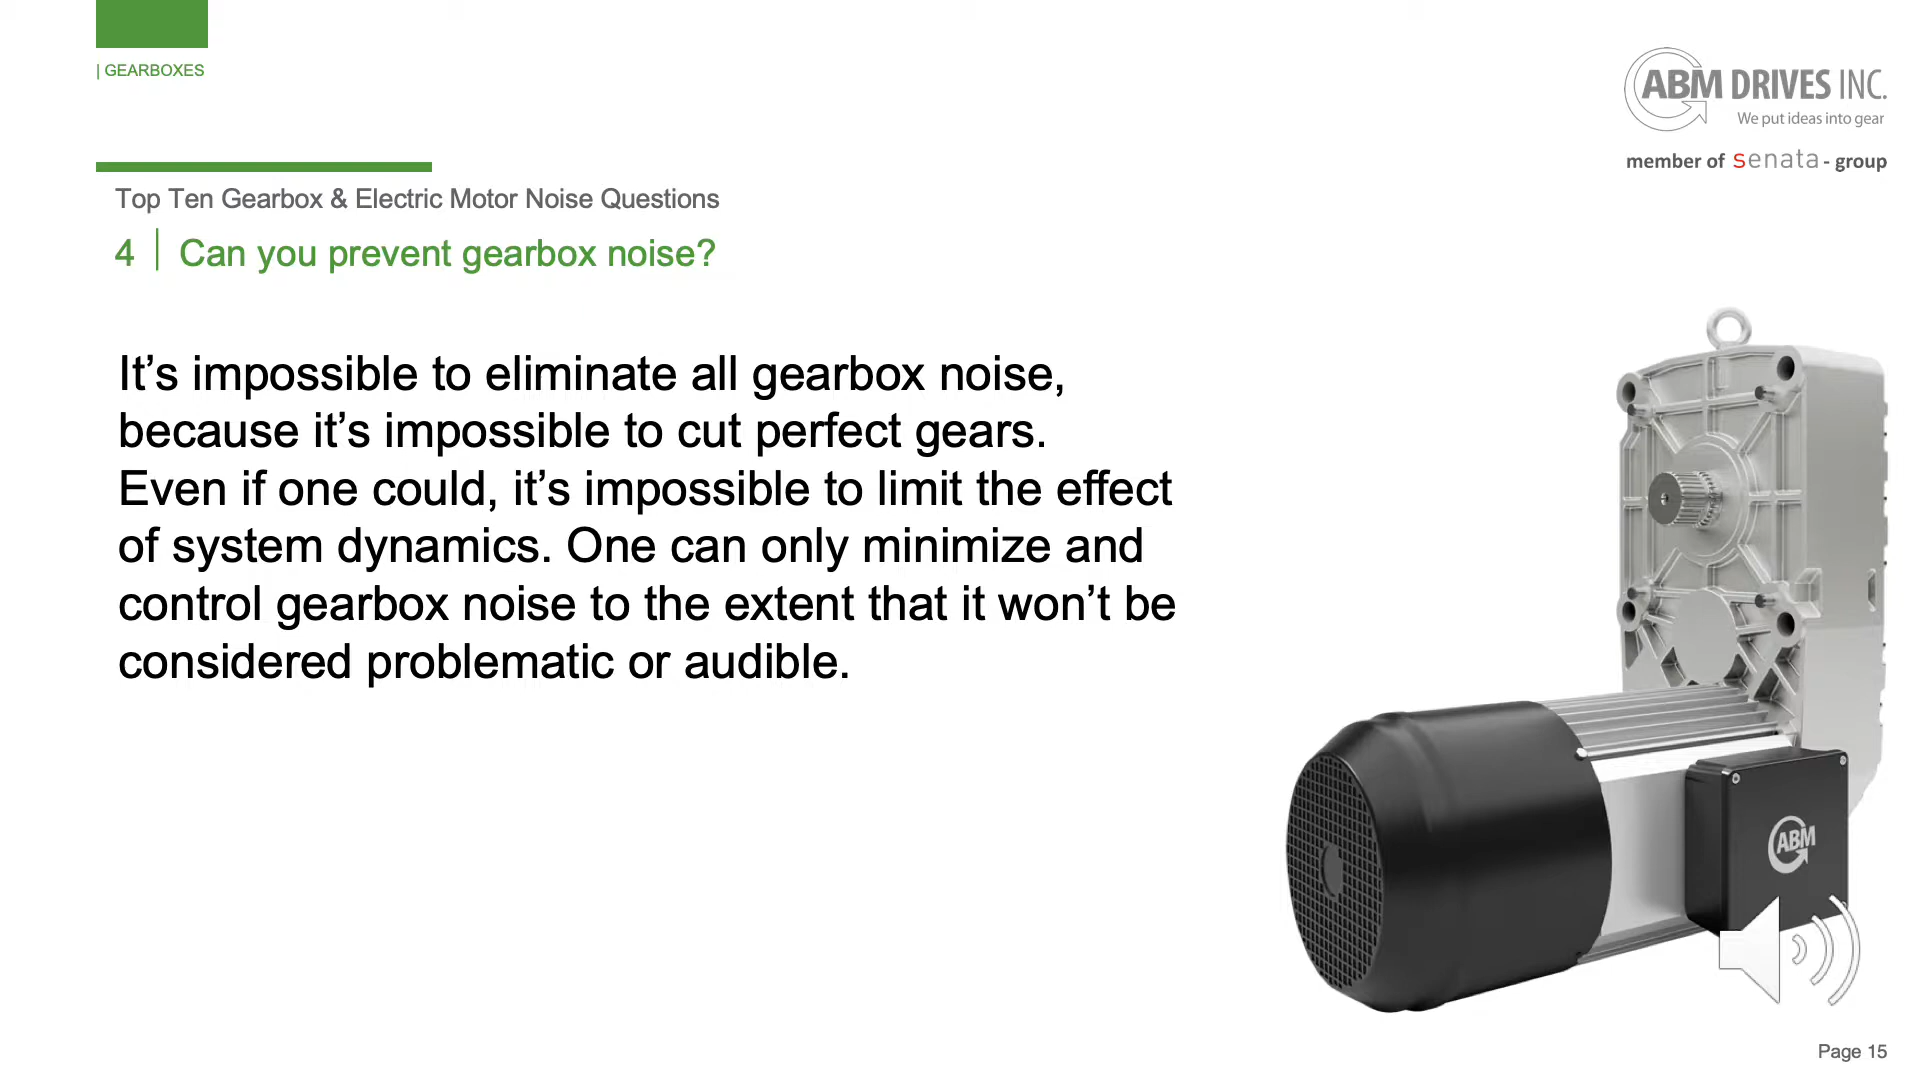 | GEARBOXES
ABM DRIVES INC.
We put ideas into gear
member of senata - group
Top Ten Gearbox & Electric Motor Noise Questions
4 | Can you prevent gearbox noise?
It’s impossible to eliminate all gearbox noise,
because it’s impossible to cut perfect gears.
Even if one could, it’s impossible to limit the effect
of system dynamics. One can only minimize and
control gearbox noise to the extent that it won’t be
considered problematic or audible.
ABM
Page 15